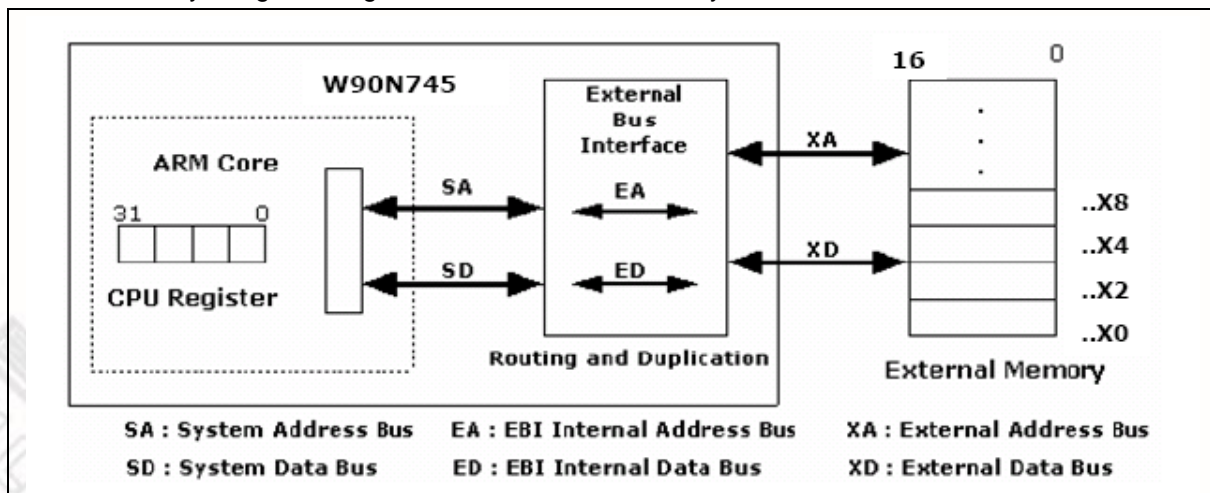 W90N745
ARM Core
31 0
CPU Register
SA
SD
External
Bus
Interface
EA
ED
Routing and Duplication
XA
XD
16 0
. . .
..X8
..X4
..X2
..X0
External Memory
SA : System Address Bus EA : EBI Internal Address Bus XA : External Address Bus
SD : System Data Bus ED : EBI Internal Data Bus XD : External Data Bus